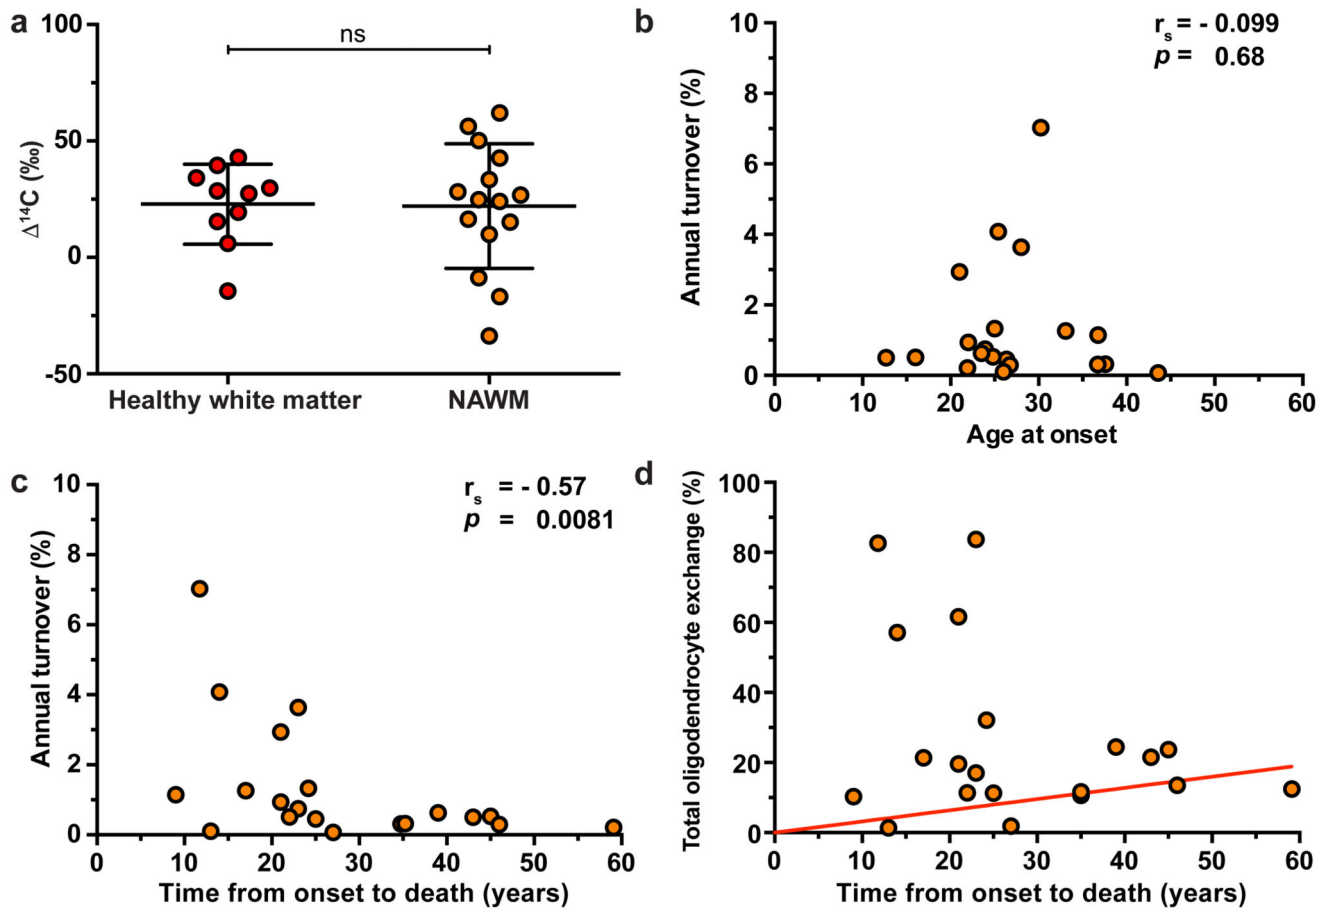 a
100
50
0
-50
Δ¹⁴C (‰)
ns
Healthy white matter
NAWM
b
10
8
6
4
2
0
Annual turnover (%)
rs = - 0.099
p = 0.68
0 10 20 30 40 50 60
Age at onset
c
10
8
6
4
2
0
Annual turnover (%)
rs = - 0.57
p = 0.0081
0 10 20 30 40 50 60
Time from onset to death (years)
d
100
80
60
40
20
0
Total oligodendrocyte exchange (%)
0 10 20 30 40 50 60
Time from onset to death (years)